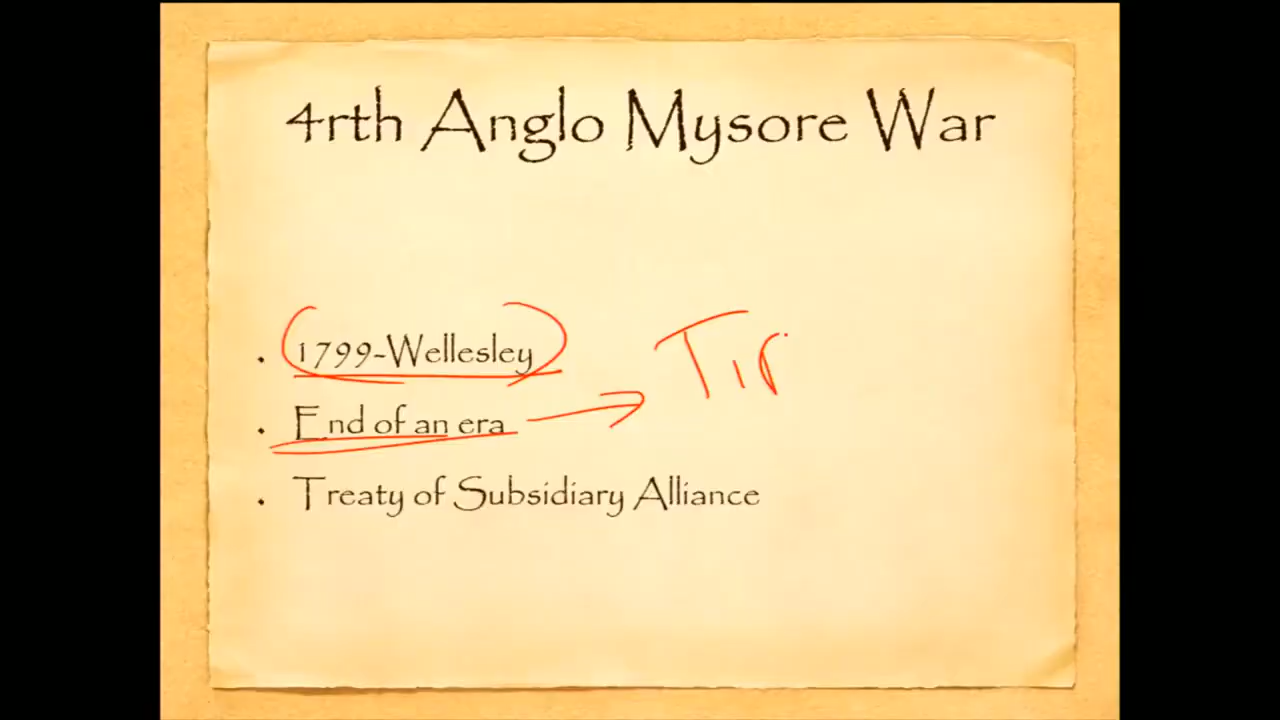 4rth Anglo Mysore War
. 1799-Wellesley
. End of an era
. Treaty of Subsidiary Alliance